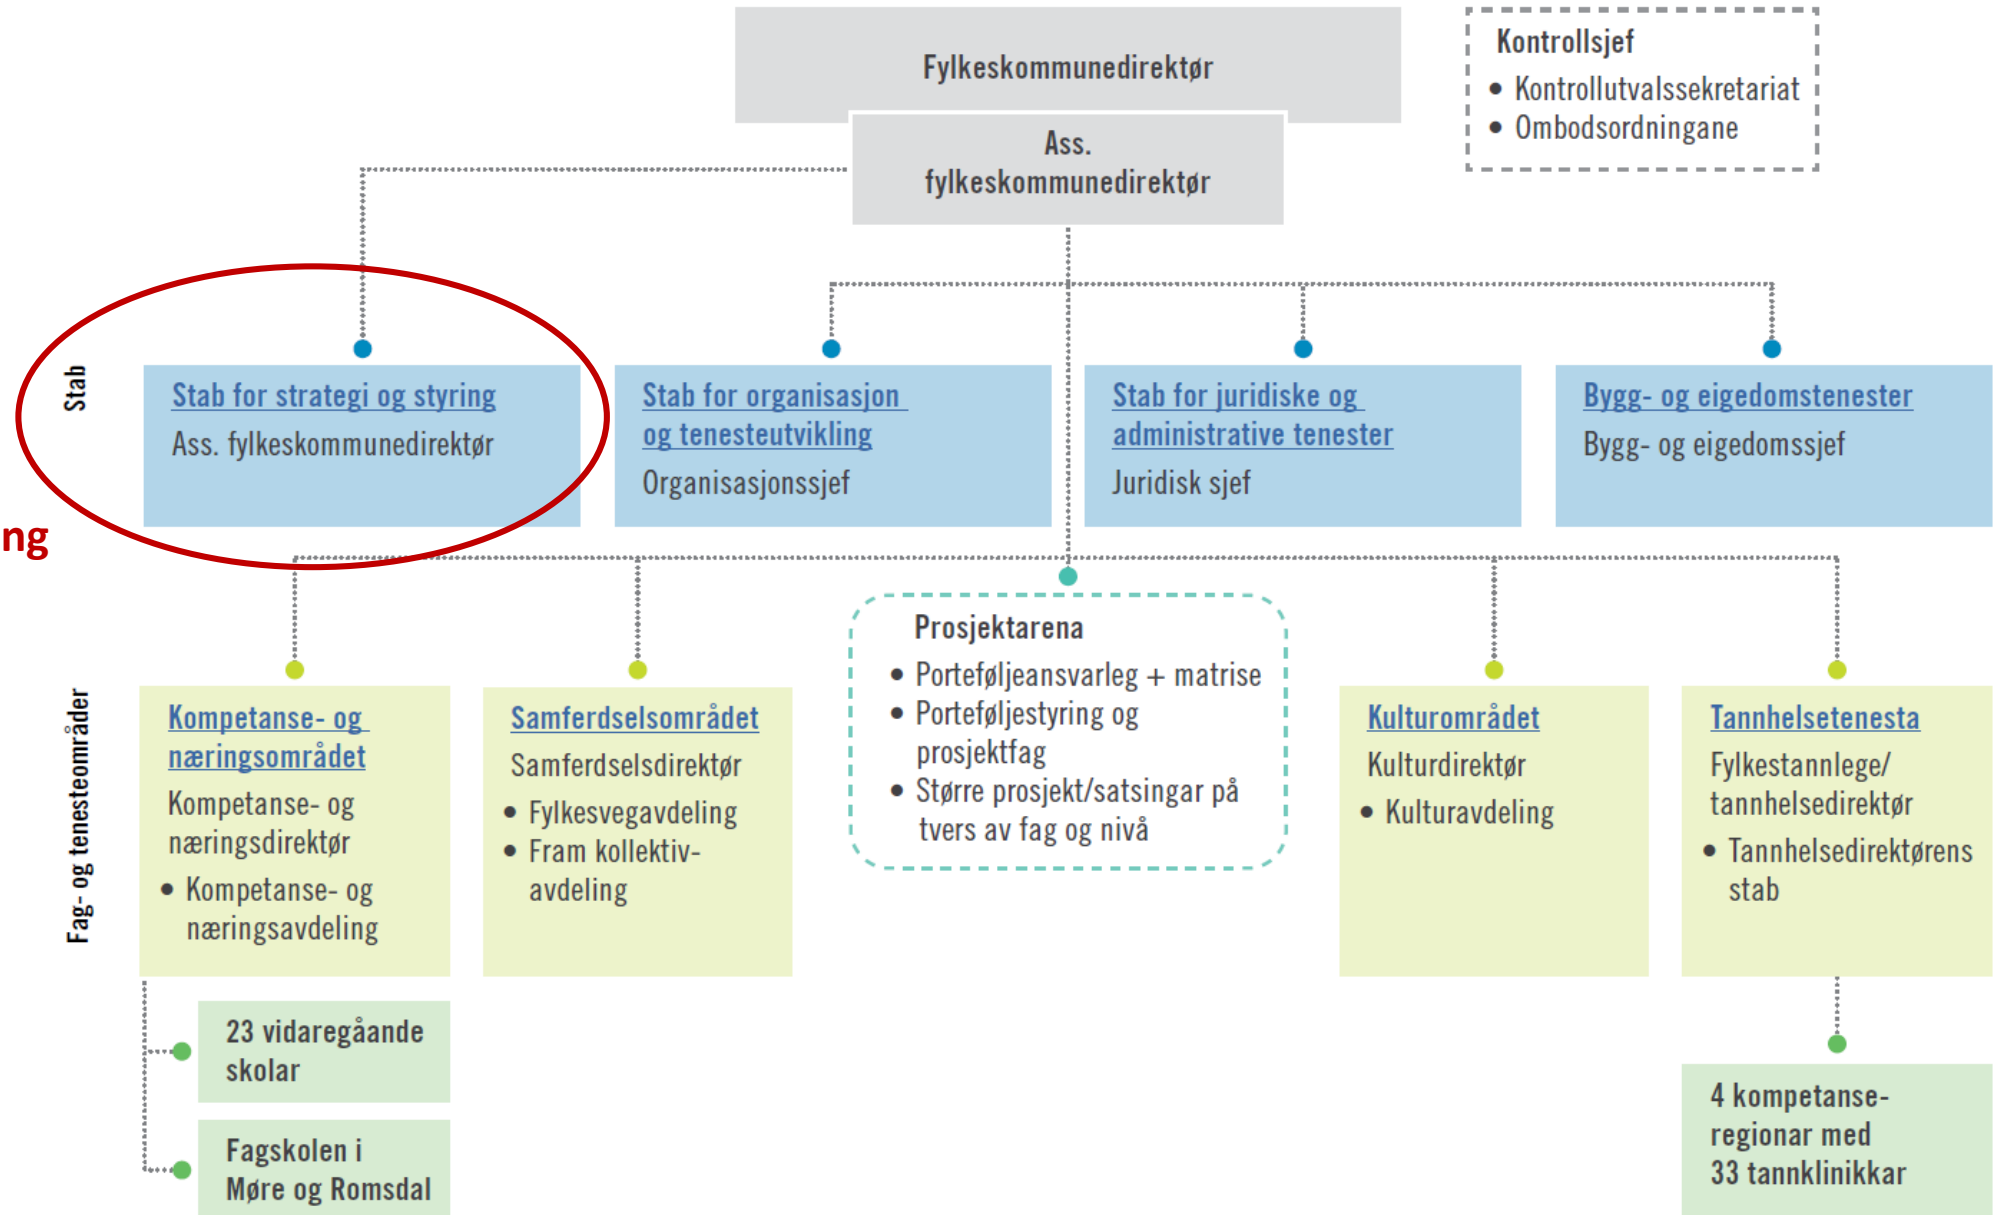 Fylkeskommunedirektør
Ass.
fylkeskommunedirektør
Kontrollsjef
• Kontrollutvalssekretariat
• Ombodsordningane
Stab
Stab for strategi og styring
Ass. fylkeskommunedirektør
Stab for organisasjon
og tenesteutvikling
Organisasjonssjef
Stab for juridiske og
administrative tenester
Juridisk sjef
Bygg- og eigedomstenester
Bygg- og eigedomssjef
ng
Fag- og tenesteområder
Kompetanse- og
næringsområdet
Kompetanse- og
næringsdirektør
• Kompetanse- og
næringsavdeling
23 vidaregåande
skolar
Fagskolen i
Møre og Romsdal
Samferdselsområdet
Samferdselsdirektør
• Fylkesvegavdeling
• Fram kollektiv-
avdeling
Prosjektarena
• Porteføljeansvarleg + matrise
• Porteføljestyring og
prosjektfag
• Større prosjekt/satsingar på
tvers av fag og nivå
Kulturområdet
Kulturdirektør
• Kulturavdeling
Tannhelsetenesta
Fylkestannlege/
tannhelsedirektør
• Tannhelsedirektørens
stab
4 kompetanse-
regionar med
33 tannklinikkar